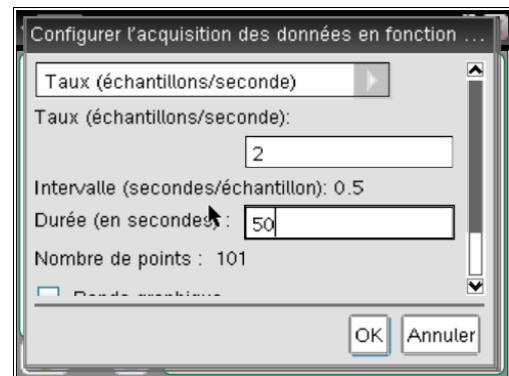 Configurer l'acquisition des données en fonction ...
Taux (échantillons/seconde)
Taux (échantillons/seconde):
2
Intervalle (secondes/échantillon): 0.5
Durée (en secondes) : 50
Nombre de points : 101
OK Annuler